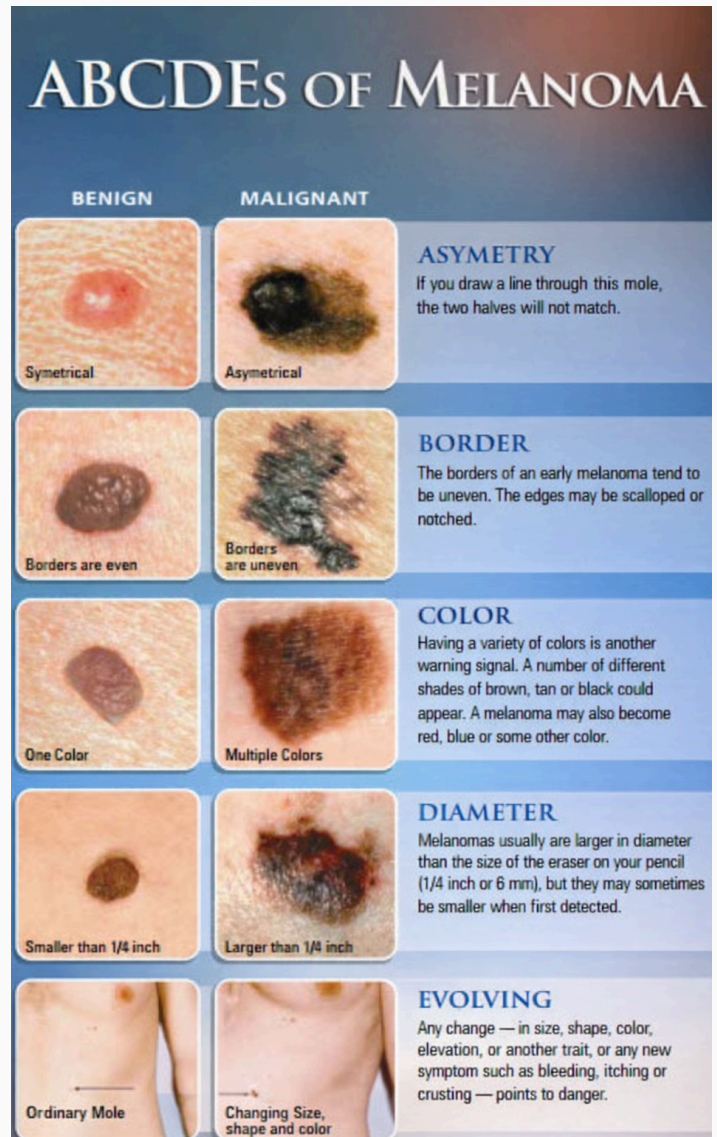 ABCDEs of Melanoma
BENIGN MALIGNANT
Symetrical
Asymetrical
ASYMETRY
If you draw a line through this mole,
the two halves will not match.
Borders are even
Borders
are uneven
BORDER
The borders of an early melanoma tend to
be uneven. The edges may be scalloped or
notched.
One Color
Multiple Colors
COLOR
Having a variety of colors is another
warning signal. A number of different
shades of brown, tan or black could
appear. A melanoma may also become
red, blue or some other color.
Smaller than 1/4 inch
Larger than 1/4 inch
DIAMETER
Melanomas usually are larger in diameter
than the size of the eraser on your pencil
(1/4 inch or 6 mm), but they may sometimes
be smaller when first detected.
Ordinary Mole
Changing Size,
shape and color
EVOLVING
Any change — in size, shape, color,
elevation, or another trait, or any new
symptom such as bleeding, itching or
crusting — points to danger.